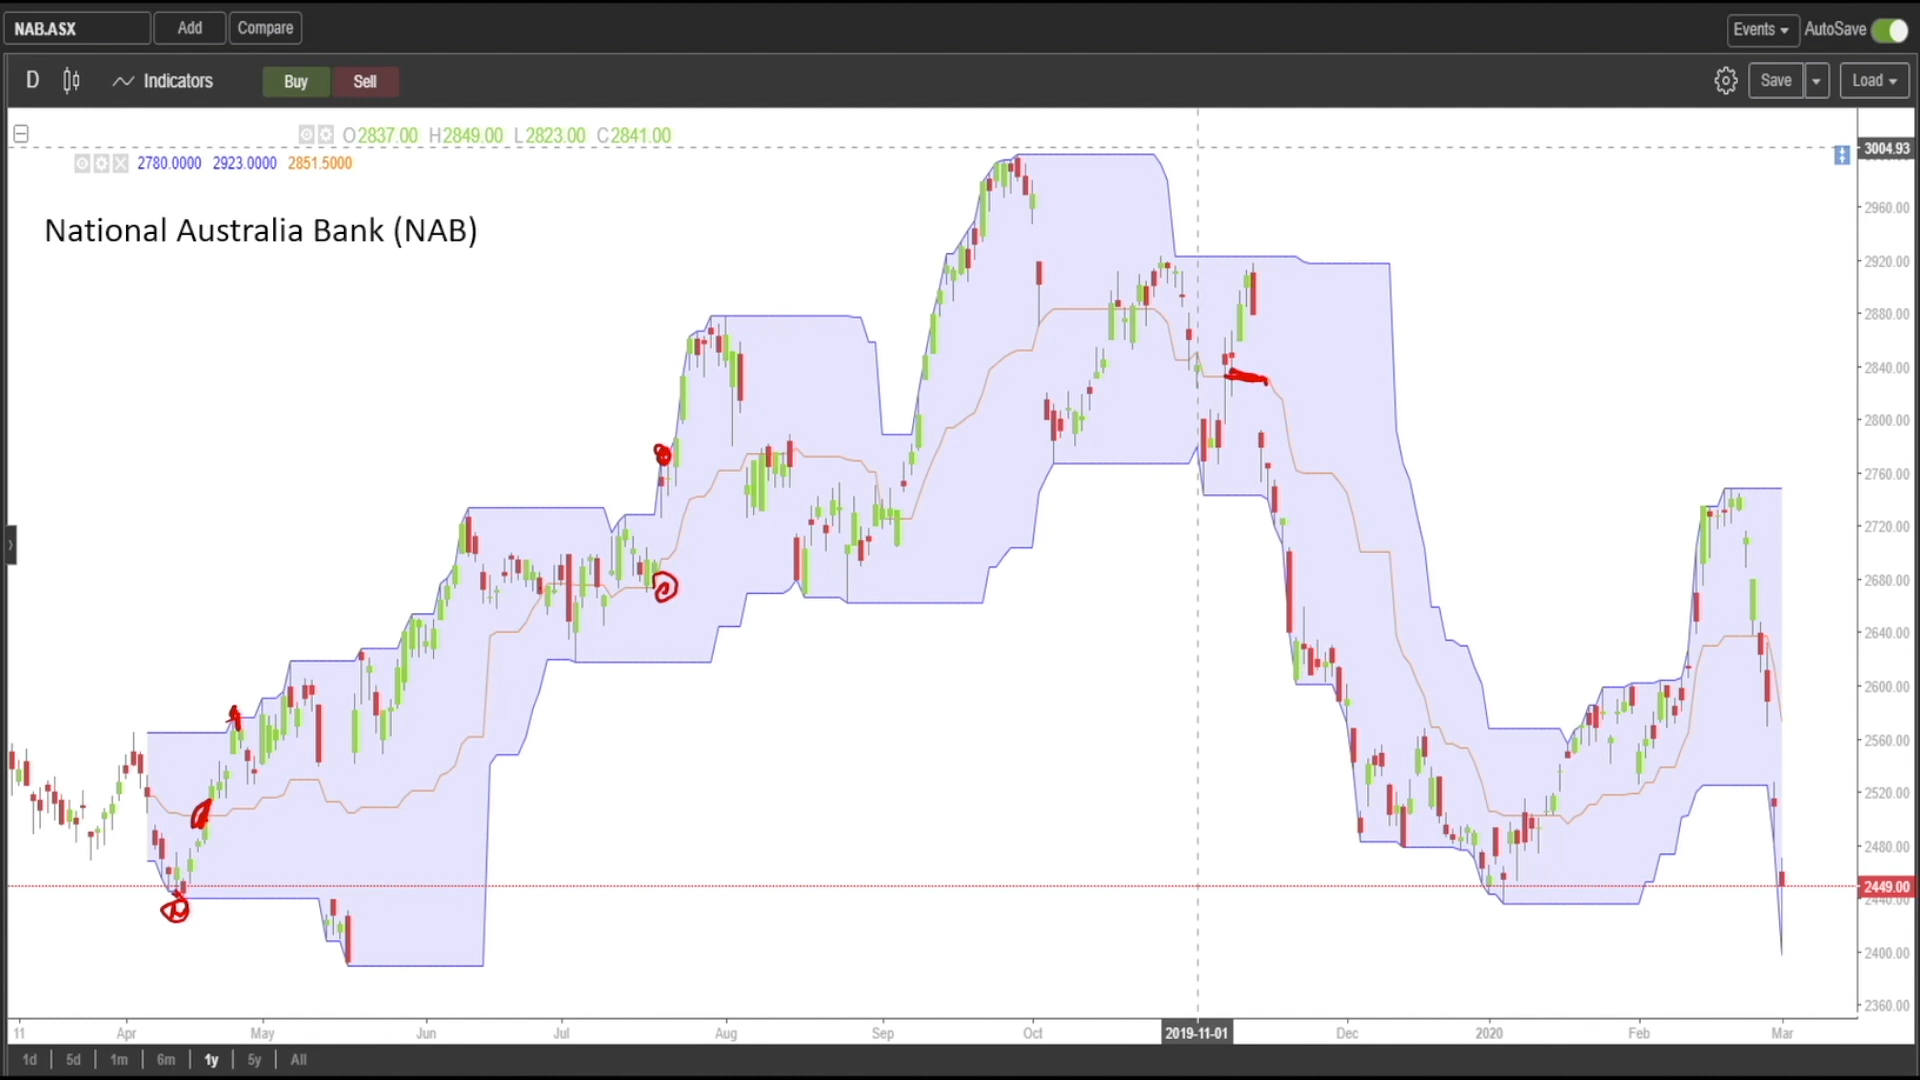 NAB.ASX Add Compare Events AutoSave
D Indicators Buy Sell Save Load
O2837.00 H2849.00 L2823.00 C2841.00
2780.0000 2923.0000 2851.5000
National Australia Bank (NAB)
3004.93
2960.00
2920.00
2880.00
2840.00
2800.00
2760.00
2720.00
2680.00
2640.00
2600.00
2560.00
2520.00
2480.00
2449.00
2440.00
2400.00
2360.00
11 Apr May Jun Jul Aug Sep Oct 2019-11-01 Dec 2020 Feb Mar
1d 5d 1m 6m 1y 5y All